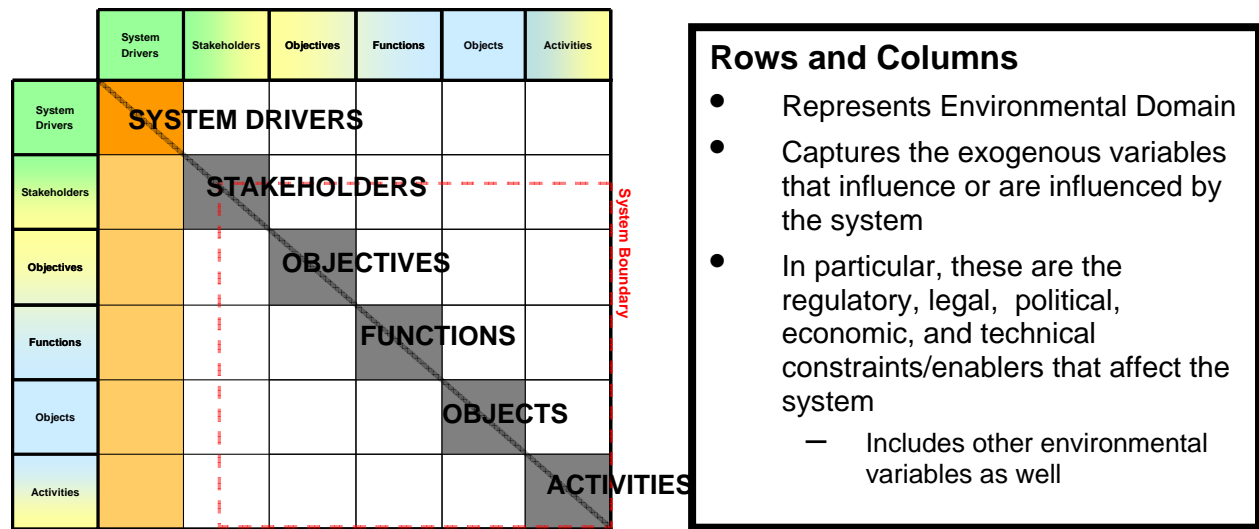 System Drivers
Stakeholders
Objectives
Functions
Objects
Activities
System Drivers
SYSTEM DRIVERS
Stakeholders
STAKEHOLDERS
Objectives
OBJECTIVES
Functions
FUNCTIONS
Objects
OBJECTS
Activities
ACTIVITIES
System Boundary
Rows and Columns
• Represents Environmental Domain
• Captures the exogenous variables
that influence or are influenced by
the system
• In particular, these are the
regulatory, legal, political,
economic, and technical
constraints/enablers that affect the
system
– Includes other environmental
variables as well